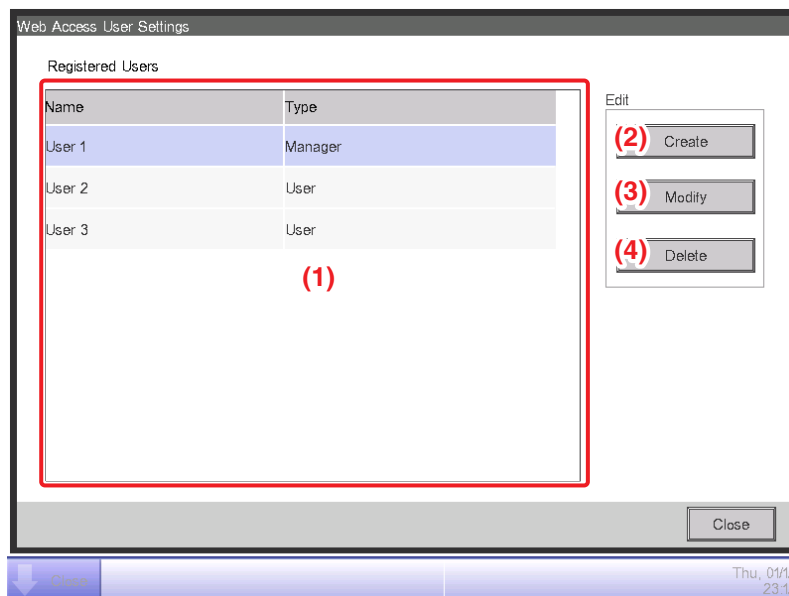 Web Access User Settings
Registered Users
Name Type
User 1 Manager
User 2 User
User 3 User
(1)
Edit
(2) Create
(3) Modify
(4) Delete
Close
Thu, 01/1
23:1